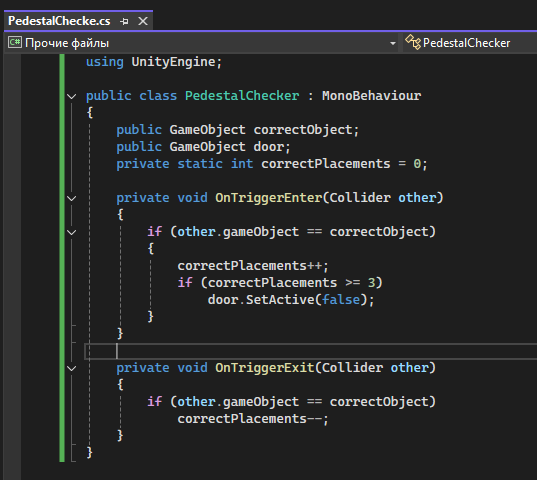 PedestalChecke.cs
C# Прочие файлы PedestalChecker
using UnityEngine;
public class PedestalChecker : MonoBehaviour
{
public GameObject correctObject;
public GameObject door;
private static int correctPlacements = 0;
private void OnTriggerEnter(Collider other)
{
if (other.gameObject == correctObject)
{
correctPlacements++;
if (correctPlacements >= 3)
door.SetActive(false);
}
}
private void OnTriggerExit(Collider other)
{
if (other.gameObject == correctObject)
correctPlacements--;
}
}